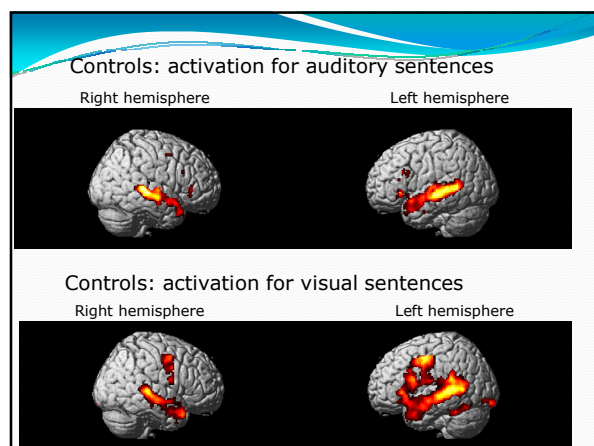 Controls: activation for auditory sentences
Right hemisphere Left hemisphere
Controls: activation for visual sentences
Right hemisphere Left hemisphere